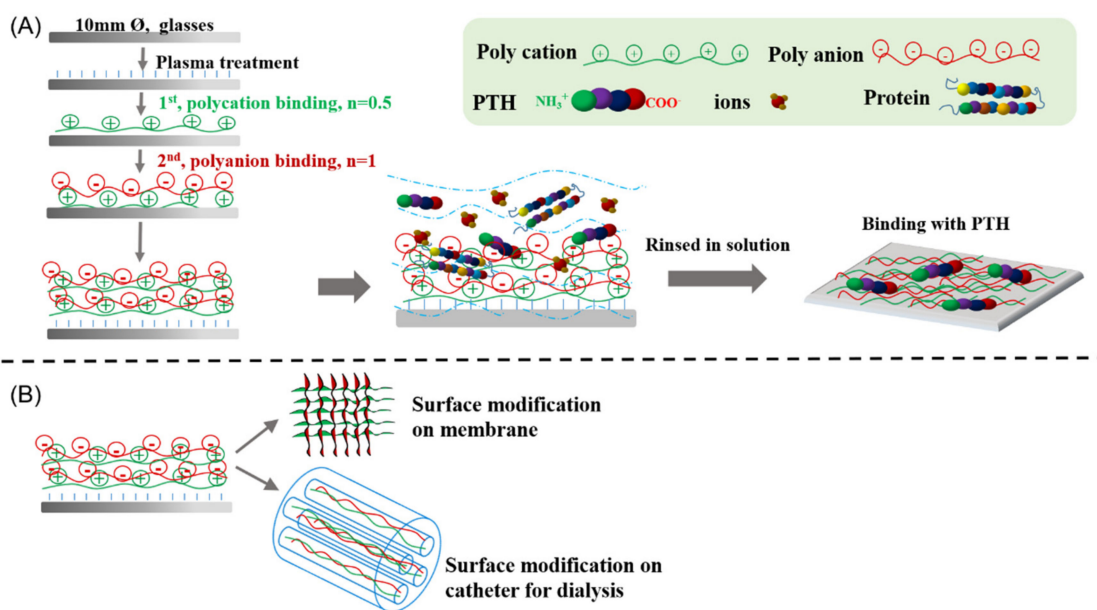 (A)
10mm Ø, glasses
Plasma treatment
1st, polycation binding, n=0.5
2nd, polyanion binding, n=1
Poly cation
Poly anion
PTH NH3+ COO- ions
Protein
Rinsed in solution
Binding with PTH
(B)
Surface modification
on membrane
Surface modification on
catheter for dialysis